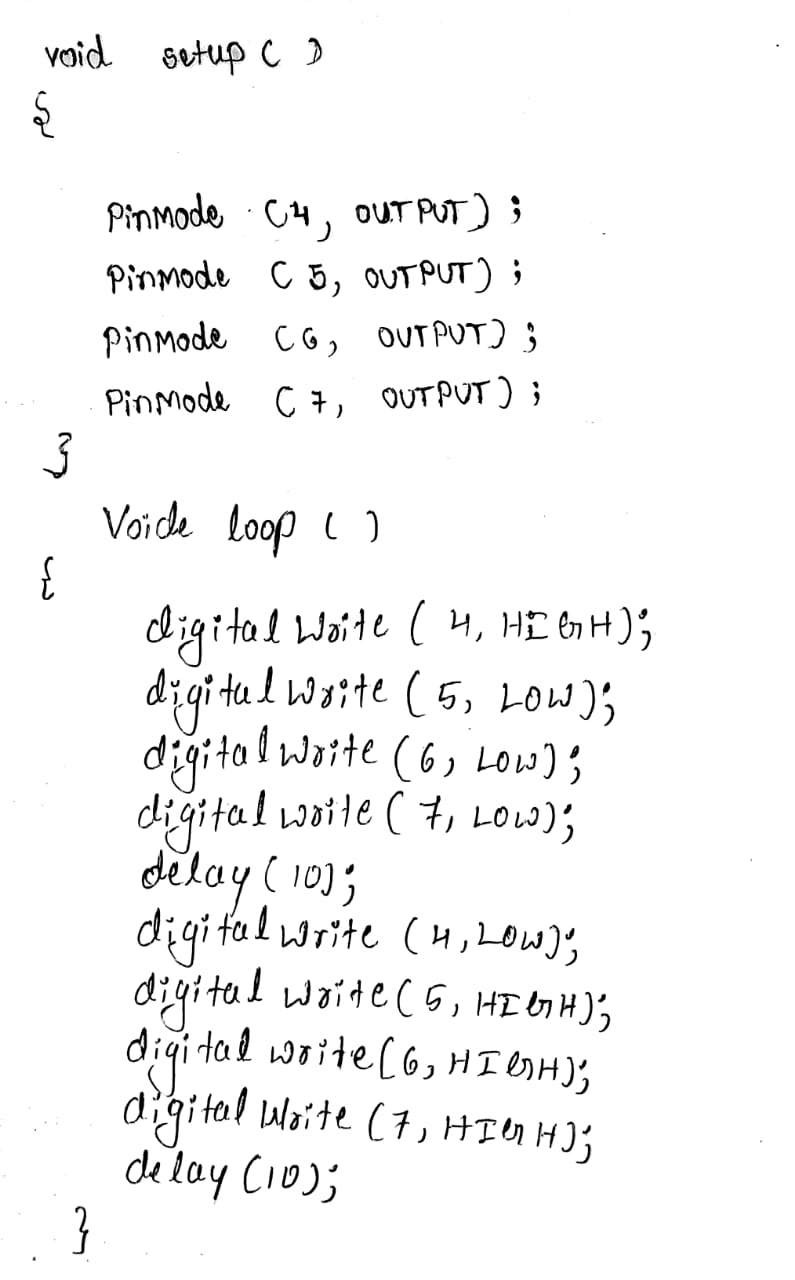 void setup ( )
{
PinMode (4, OUTPUT) ;
PinMode ( 5, OUTPUT) ;
PinMode (6, OUTPUT) ;
PinMode ( 7, OUTPUT) ;
}
Voide loop ( )
{
digital Write ( 4, HIGH);
digital Write ( 5, LOW);
digital Write (6, LOW);
digital write ( 7, LOW);
delay ( 10);
digital write (4, LOW);
digital write ( 5, HIGH);
digital write (6, HIGH);
digital Write (7, HIGH);
delay (10);
}